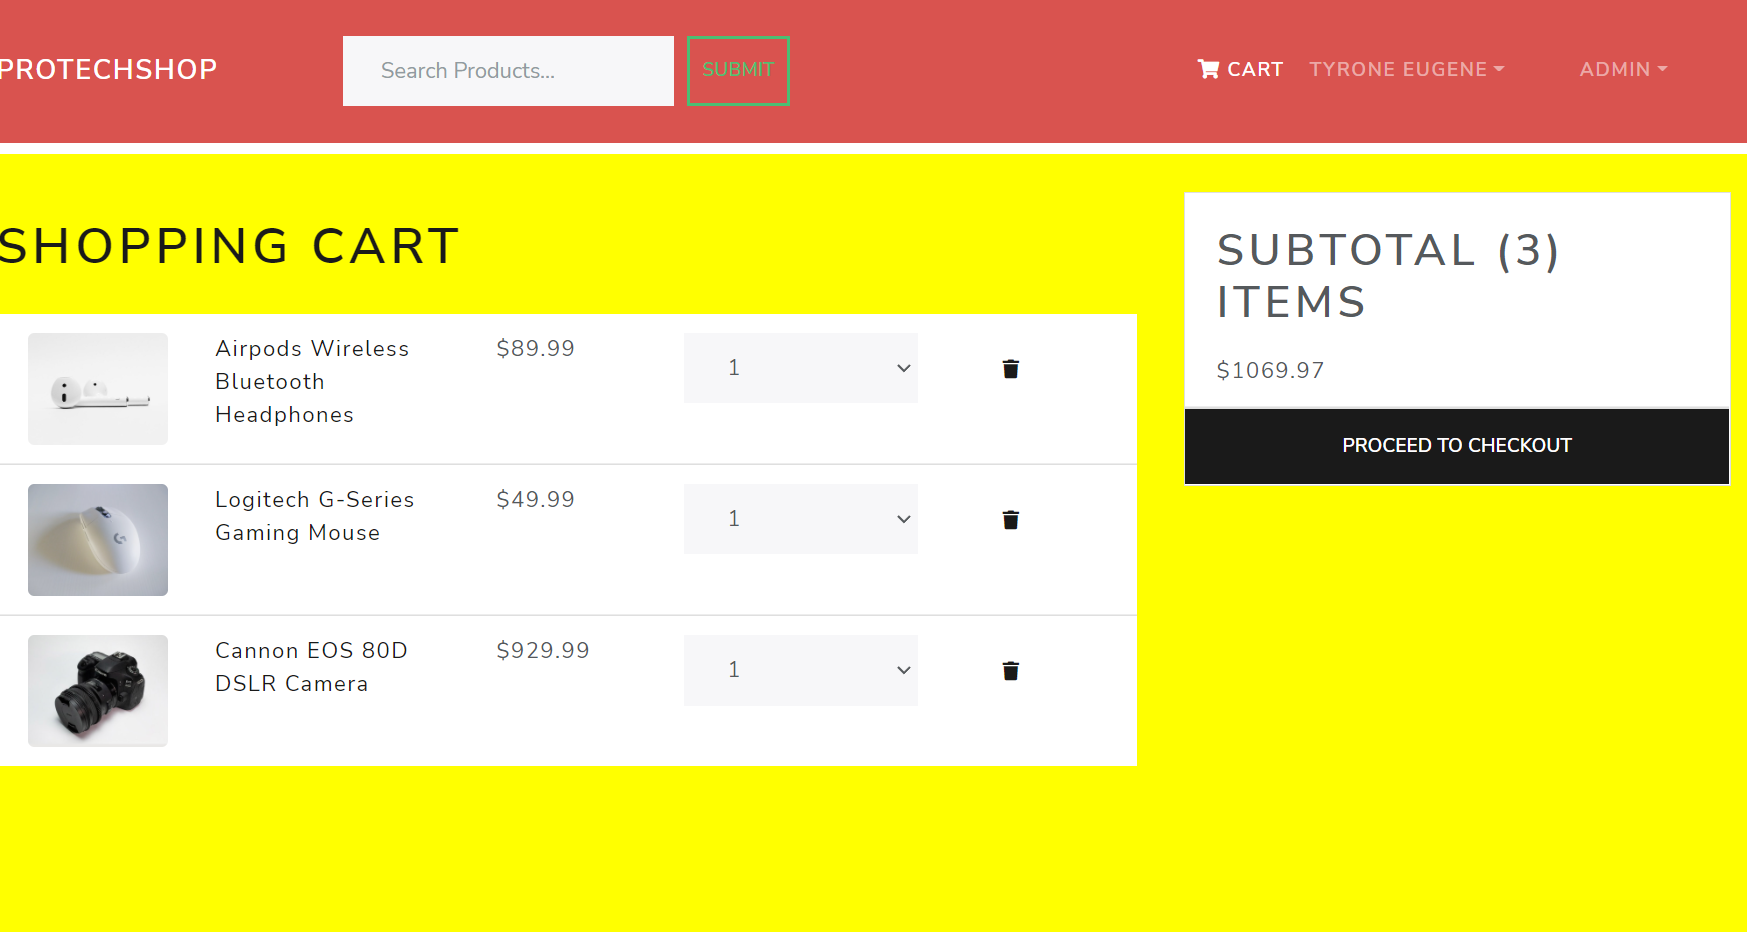 PROTECHSHOP
Search Products...
SUBMIT
CART
TYRONE EUGENE
ADMIN
SHOPPING CART
Airpods Wireless
Bluetooth
Headphones
$89.99
1
Logitech G-Series
Gaming Mouse
$49.99
1
Cannon EOS 80D
DSLR Camera
$929.99
1
SUBTOTAL (3)
ITEMS
$1069.97
PROCEED TO CHECKOUT